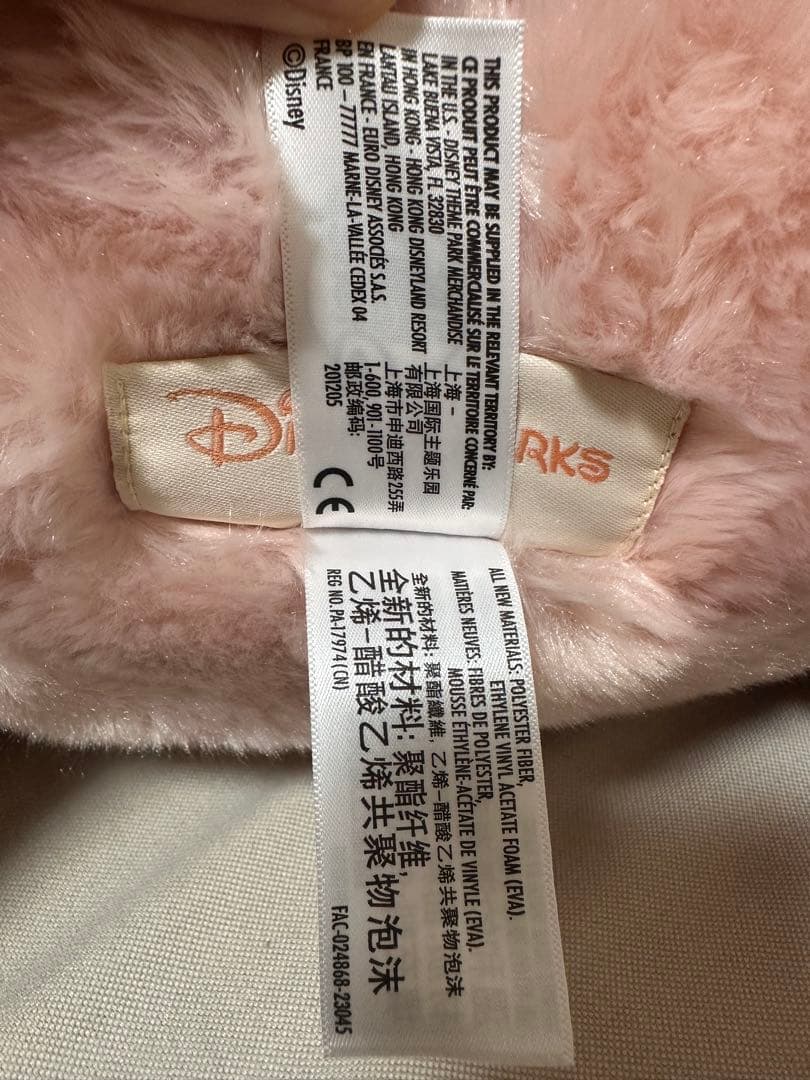 THIS PRODUCT MAY BE SUPPLIED IN THE RELEVANT TERRITORY BY:
CE PRODUIT PEUT ÊTRE COMMERCIALISÉ SUR LE TERRITOIRE CONCERNÉ PAR:
IN THE U.S. - DISNEY THEME PARK MERCHANDISE
LAKE BUENA VISTA, FL 32830
IN HONG KONG - HONG KONG DISNEYLAND RESORT
LANTAU ISLAND, HONG KONG
EN FRANCE - EURO DISNEY ASSOCIÉS S.A.S.
BP 100 – 77777 MARNE-LA-VALLÉE CEDEX 04
FRANCE
©Disney
上海 –
上海国际主题乐园
有限公司
上海市申迪西路255弄
1-600, 901-1100号
邮政编码:
201205
CE
RKS
ALL NEW MATERIALS: POLYESTER FIBER,
ETHYLENE VINYL ACETATE FOAM (EVA).
MATIÈRES NEUVES: FIBRES DE POLYESTER,
MOUSSE ÉTHYLÈNE-ACÉTATE DE VINYLE (EVA).
全新的材料: 聚酯纖維, 乙烯–醋酸乙烯共聚物泡沫
全新的材料: 聚酯纤维,
乙烯–醋酸乙烯共聚物泡沫
REG NO. PA-17974 (CN)
FAC-024868-23045